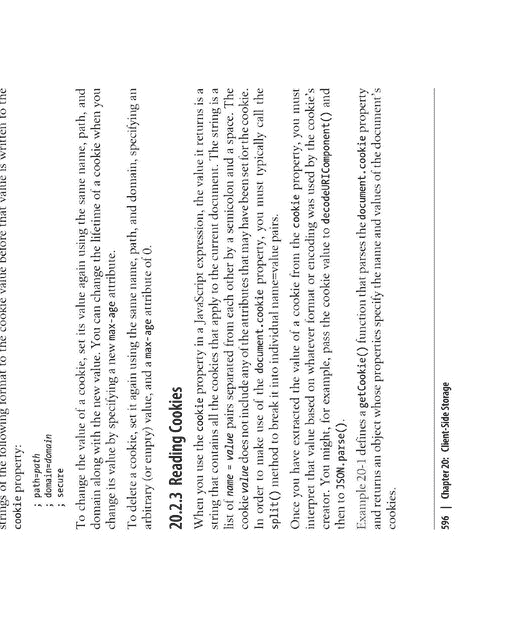 strings of the following format to the cookie value before that value is written to the
cookie property:
; path=path
; domain=domain
; secure
To change the value of a cookie, set its value again using the same name, path, and
domain along with the new value. You can change the lifetime of a cookie when you
change its value by specifying a new max-age attribute.
To delete a cookie, set it again using the same name, path, and domain, specifying an
arbitrary (or empty) value, and a max-age attribute of 0.
20.2.3 Reading Cookies
When you use the cookie property in a JavaScript expression, the value it returns is a
string that contains all the cookies that apply to the current document. The string is a
list of name = value pairs separated from each other by a semicolon and a space. The
cookie value does not include any of the attributes that may have been set for the cookie.
In order to make use of the document.cookie property, you must typically call the
split() method to break it into individual name=value pairs.
Once you have extracted the value of a cookie from the cookie property, you must
interpret that value based on whatever format or encoding was used by the cookie's
creator. You might, for example, pass the cookie value to decodeURIComponent() and
then to JSON.parse().
Example 20-1 defines a getCookie() function that parses the document.cookie property
and returns an object whose properties specify the name and values of the document's
cookies.
596 | Chapter 20: Client-Side Storage